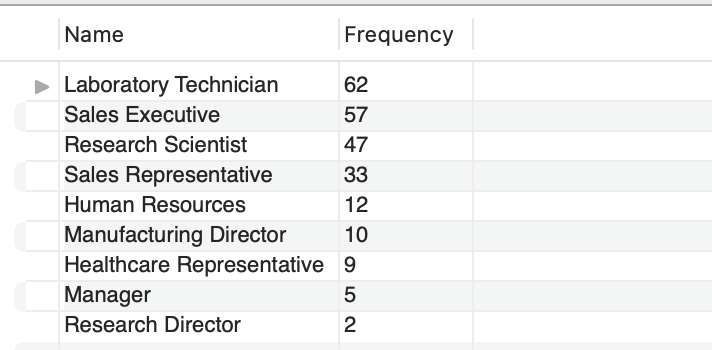 Name Frequency
Laboratory Technician 62
Sales Executive 57
Research Scientist 47
Sales Representative 33
Human Resources 12
Manufacturing Director 10
Healthcare Representative 9
Manager 5
Research Director 2